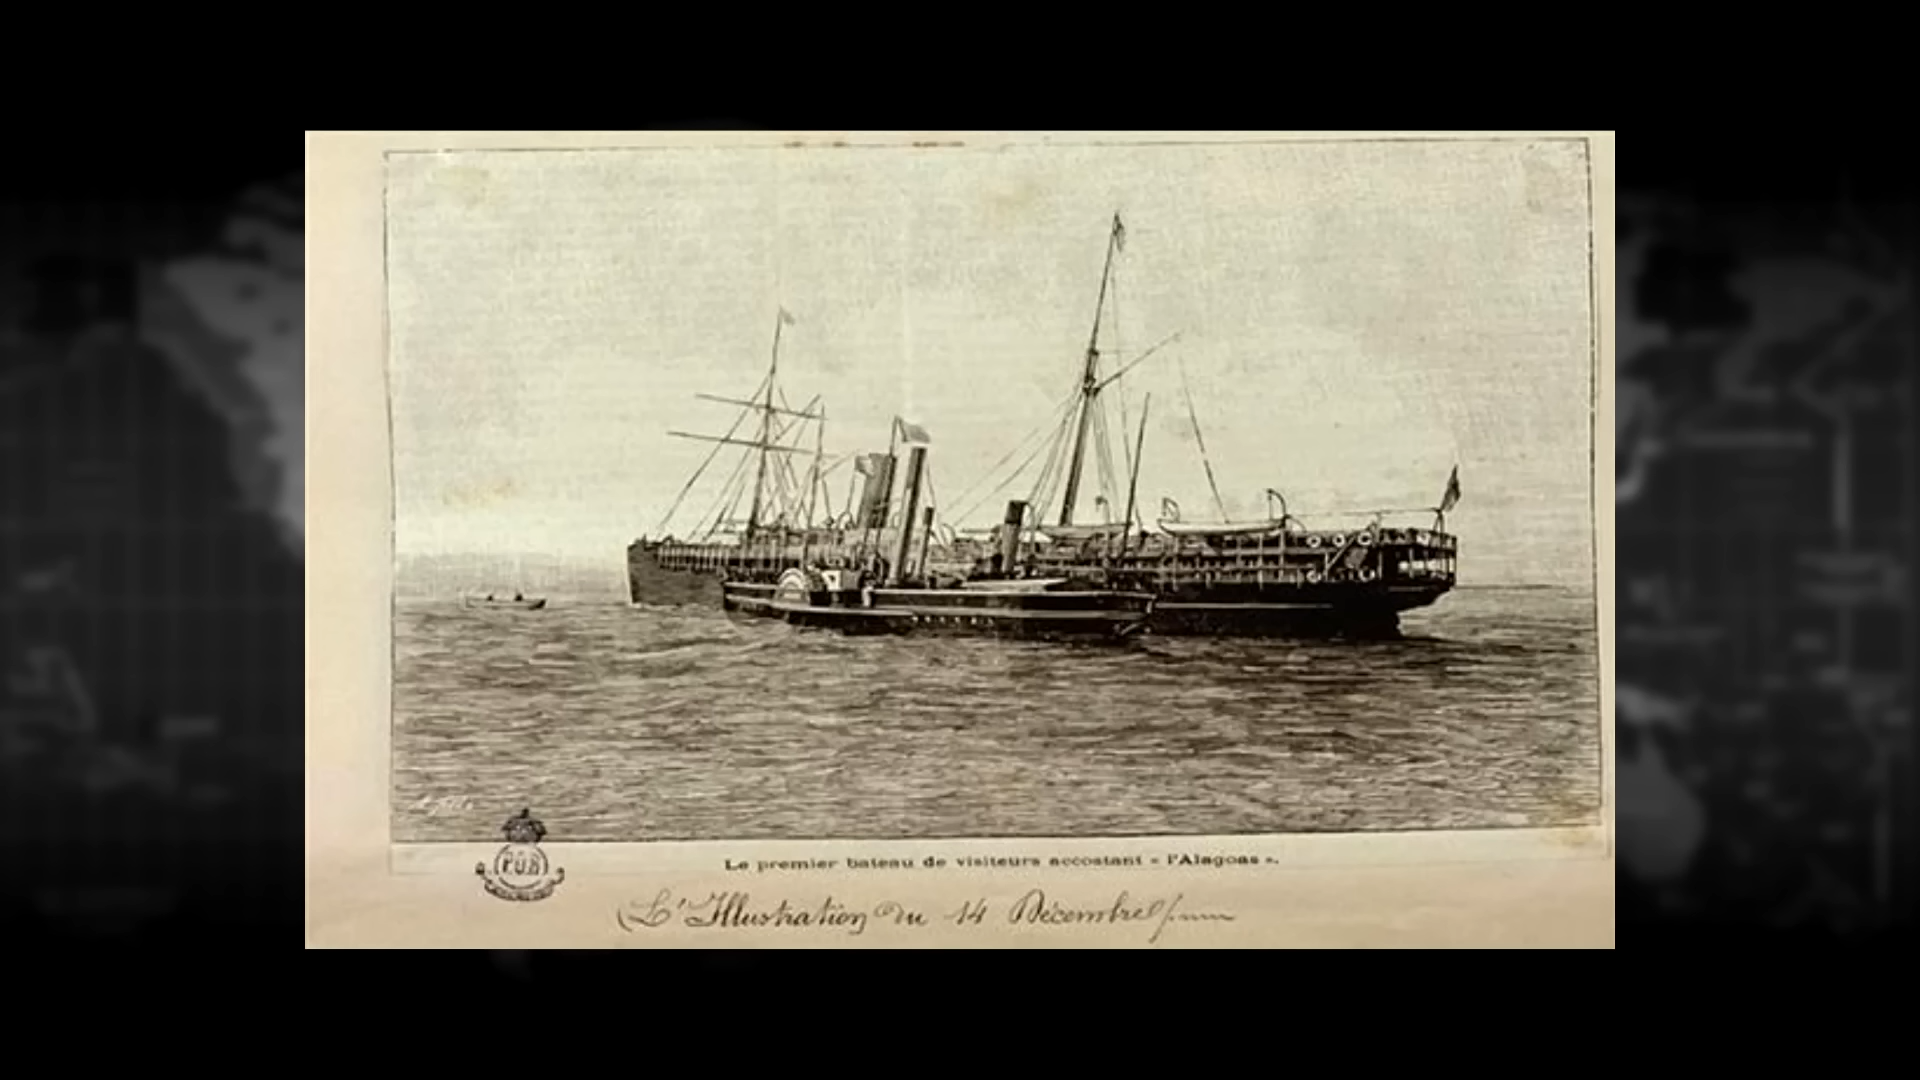 P.O.B
Le premier bateau de visiteurs accostant « l'Alagoas ».
(L'Illustration du 14 Décembre